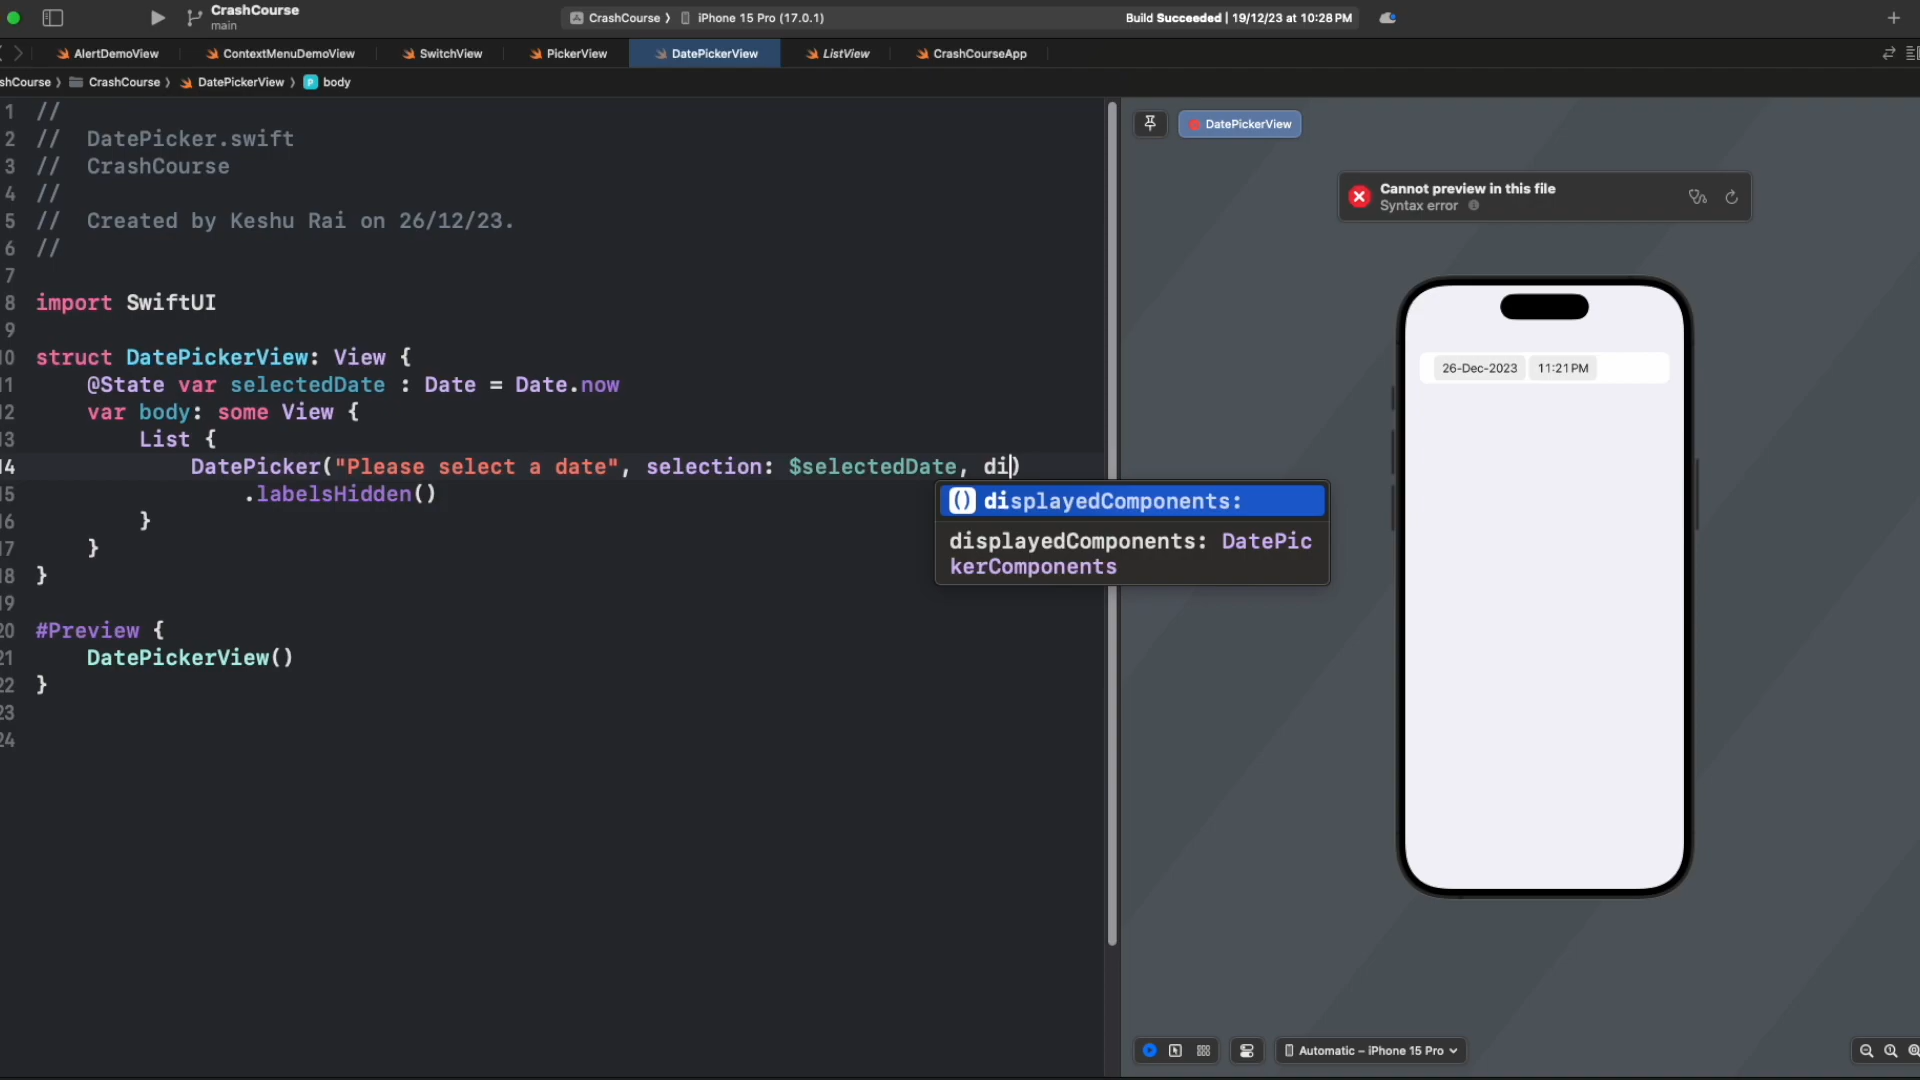 CrashCourse
main
CrashCourse 〉 iPhone 15 Pro (17.0.1)
Build Succeeded | 19/12/23 at 10:28 PM
AlertDemoView
ContextMenuDemoView
SwitchView
PickerView
DatePickerView
ListView
CrashCourseApp
shCourse 〉 CrashCourse 〉 DatePickerView 〉 body
1 //
2 //  DatePicker.swift
3 //  CrashCourse
4 //
5 //  Created by Keshu Rai on 26/12/23.
6 //
7
8 import SwiftUI
9
10 struct DatePickerView: View {
11     @State var selectedDate : Date = Date.now
12     var body: some View {
13         List {
14             DatePicker("Please select a date", selection: $selectedDate, di)
15                 .labelsHidden()
16         }
17     }
18 }
19
20 #Preview {
21     DatePickerView()
22 }
23
24
() displayedComponents:
displayedComponents: DatePic
kerComponents
DatePickerView
Cannot preview in this file
Syntax error
26-Dec-2023 11:21 PM
Automatic – iPhone 15 Pro